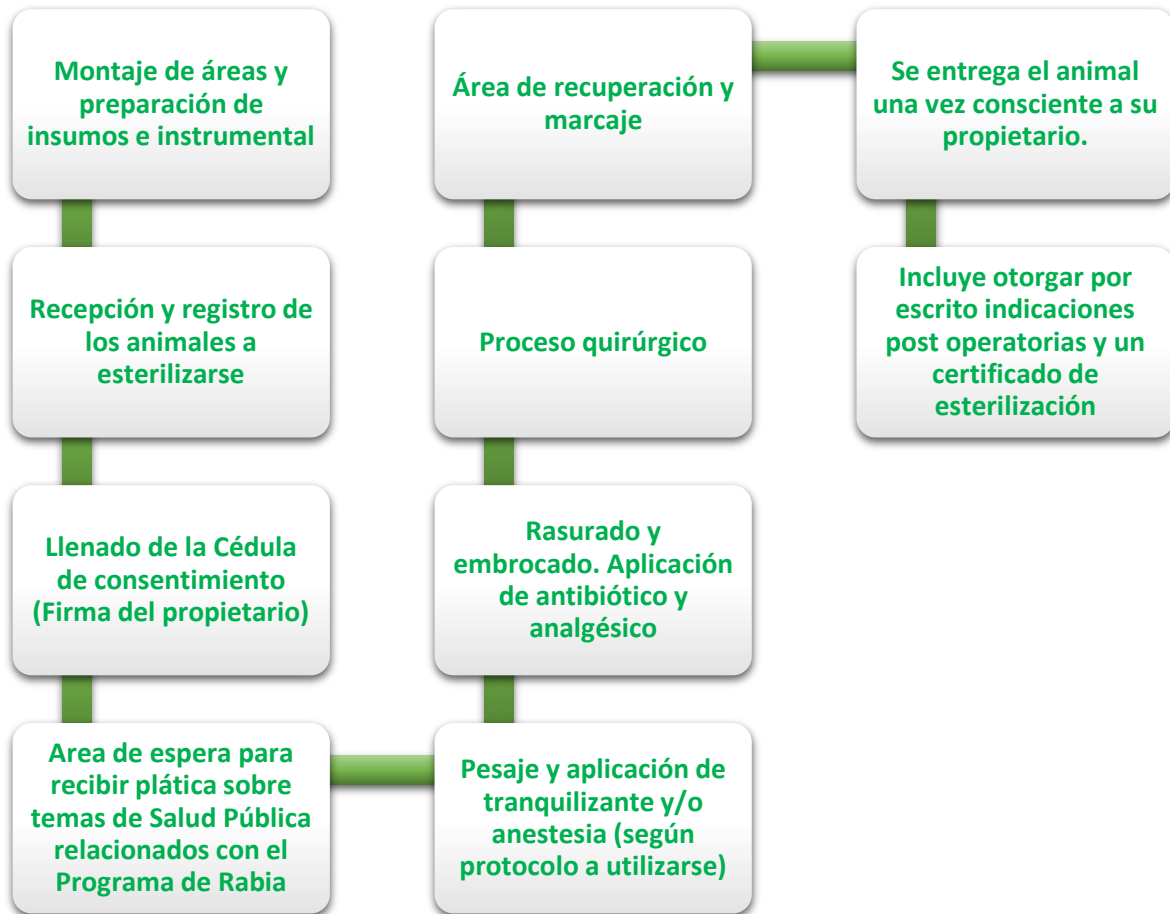 Montaje de áreas y
preparación de
insumos e instrumental
Recepción y registro de
los animales a
esterilizarse
Llenado de la Cédula
de consentimiento
(Firma del propietario)
Area de espera para
recibir plática sobre
temas de Salud Pública
relacionados con el
Programa de Rabia
Pesaje y aplicación de
tranquilizante y/o
anestesia (según
protocolo a utilizarse)
Rasurado y
embrocado. Aplicación
de antibiótico y
analgésico
Proceso quirúrgico
Área de recuperación y
marcaje
Se entrega el animal
una vez consciente a su
propietario.
Incluye otorgar por
escrito indicaciones
post operatorias y un
certificado de
esterilización